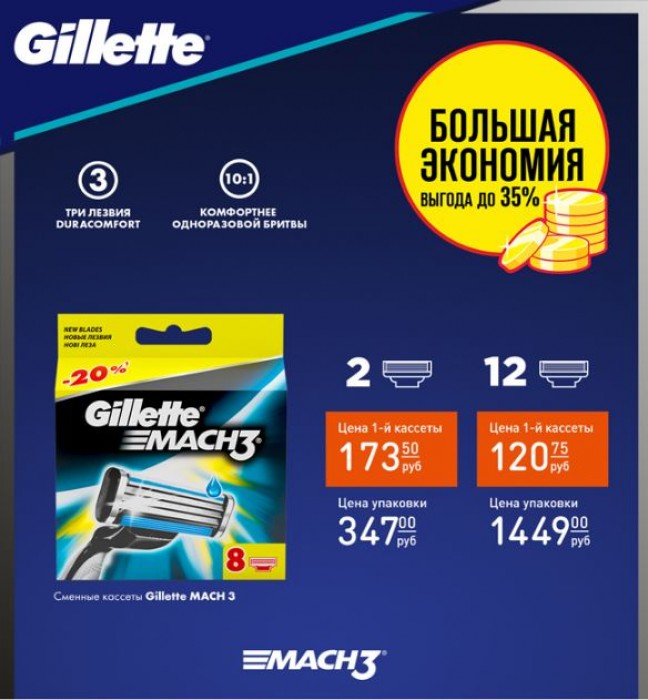 Gillette
БОЛЬШАЯ
ЭКОНОМИЯ
ВЫГОДА ДО 35%
3
ТРИ ЛЕЗВИЯ
DURACOMFORT
10:1
КОМФОРТНЕЕ
ОДНОРАЗОВОЙ БРИТВЫ
NEW BLADES
НОВЫЕ ЛЕЗВИЯ
НОВІ ЛЕЗА
-20%
Gillette
MACH3
8
Сменные кассеты Gillette MACH 3
2
Цена 1-й кассеты
173 50 руб
Цена упаковки
347 00 руб
12
Цена 1-й кассеты
120 75 руб
Цена упаковки
1449 00 руб
MACH3